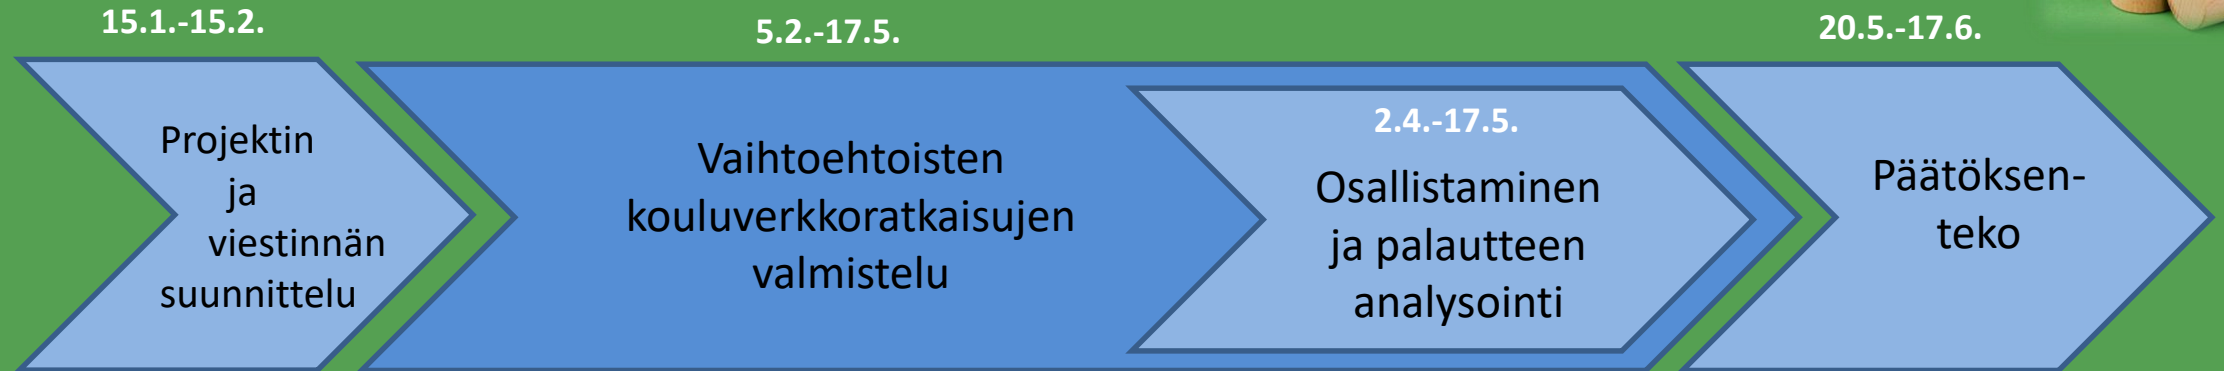 15.1.-15.2.
Projektin
ja
viestinnän
suunnittelu
5.2.-17.5.
Vaihtoehtoisten
kouluverkkoratkaisujen
valmistelu
2.4.-17.5.
Osallistaminen
ja palautteen
analysointi
20.5.-17.6.
Päätöksen-
teko